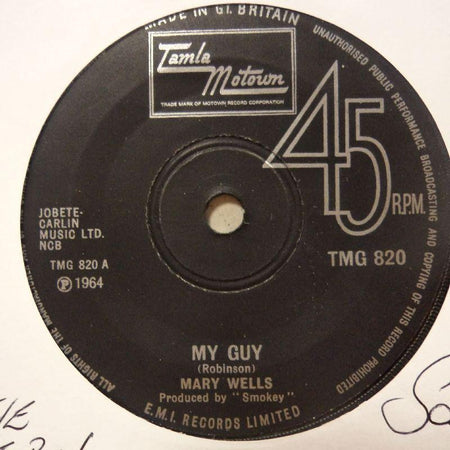 MADE IN GT. BRITAIN
UNAUTHORISED PUBLIC PERFORMANCE BROADCASTING AND COPYING OF THIS RECORD PROHIBITED
Tamla
Motown
TRADE MARK OF MOTOWN RECORD CORPORATION
45
R.P.M.
JOBETE-
CARLIN
MUSIC LTD.
NCB
TMG 820
TMG 820 A
℗ 1964
MY GUY
(Robinson)
MARY WELLS
Produced by "Smokey"
E.M.I. RECORDS LIMITED
ALL RIGHTS OF THE